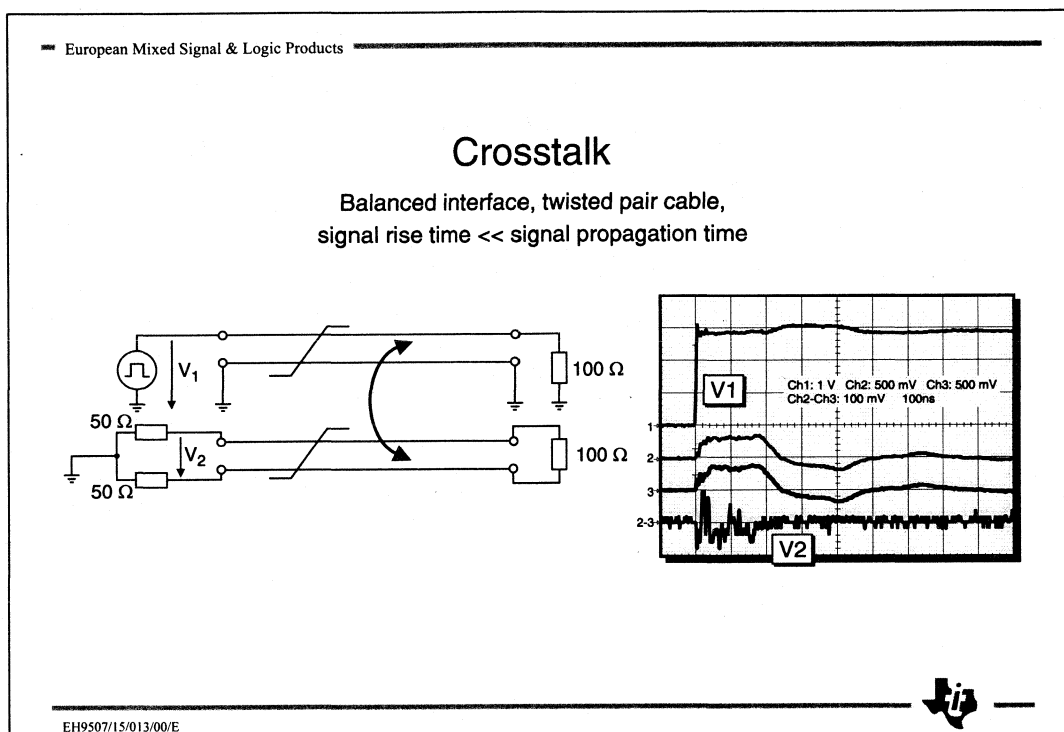 European Mixed Signal & Logic Products
Crosstalk
Balanced interface, twisted pair cable,
signal rise time << signal propagation time
V1
100 Ω
50 Ω
V2
50 Ω
100 Ω
V1
Ch1: 1 V Ch2: 500 mV Ch3: 500 mV
Ch2-Ch3: 100 mV 100ns
1
2
3
2-3
V2
EH9507/15/013/00/E